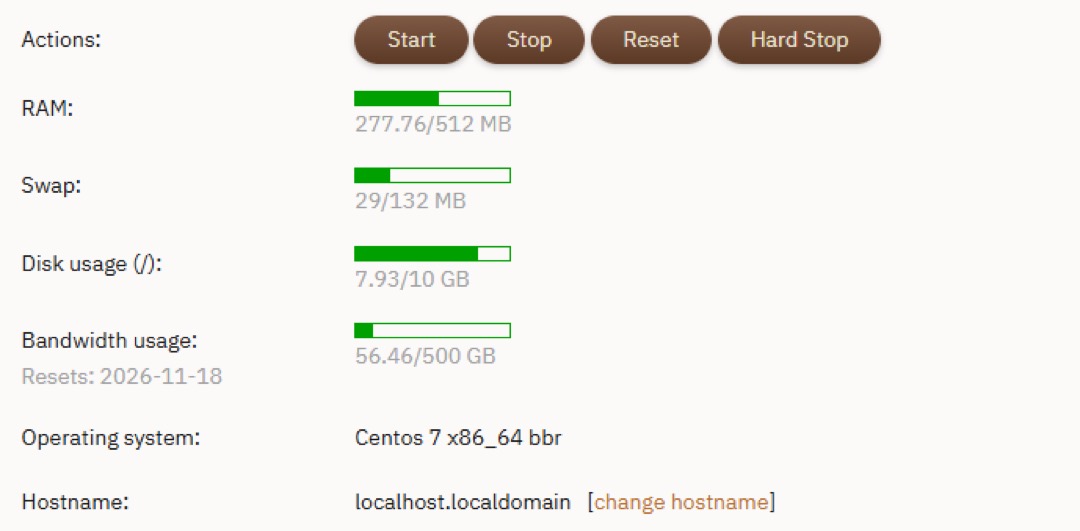 Actions: Start Stop Reset Hard Stop
RAM:
277.76/512 MB
Swap:
29/132 MB
Disk usage (/):
7.93/10 GB
Bandwidth usage:
56.46/500 GB
Resets: 2026-11-18
Operating system: Centos 7 x86_64 bbr
Hostname: localhost.localdomain [change hostname]